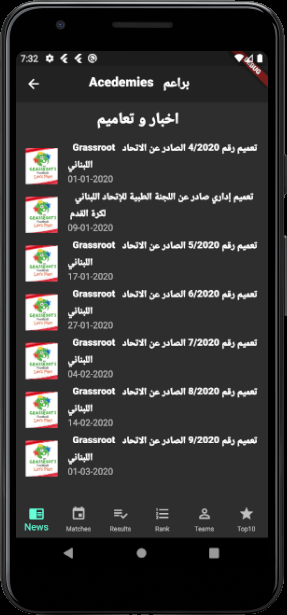 7:32
Acedemies براعم
اخبار و تعاميم
تعميم رقم 4/2020 الصادر عن الاتحاد Grassroot
اللبناني
01-01-2020
تعميم إداري صادر عن اللجنة الطبية للإتحاد اللبناني
لكرة القدم
09-01-2020
تعميم رقم 5/2020 الصادر عن الاتحاد Grassroot
اللبناني
17-01-2020
تعميم رقم 6/2020 الصادر عن الاتحاد Grassroot
اللبناني
27-01-2020
تعميم رقم 7/2020 الصادر عن الاتحاد Grassroot
اللبناني
04-02-2020
تعميم رقم 8/2020 الصادر عن الاتحاد Grassroot
اللبناني
14-02-2020
تعميم رقم 9/2020 الصادر عن الاتحاد Grassroot
اللبناني
01-03-2020
News Matches Results Rank Teams Top10